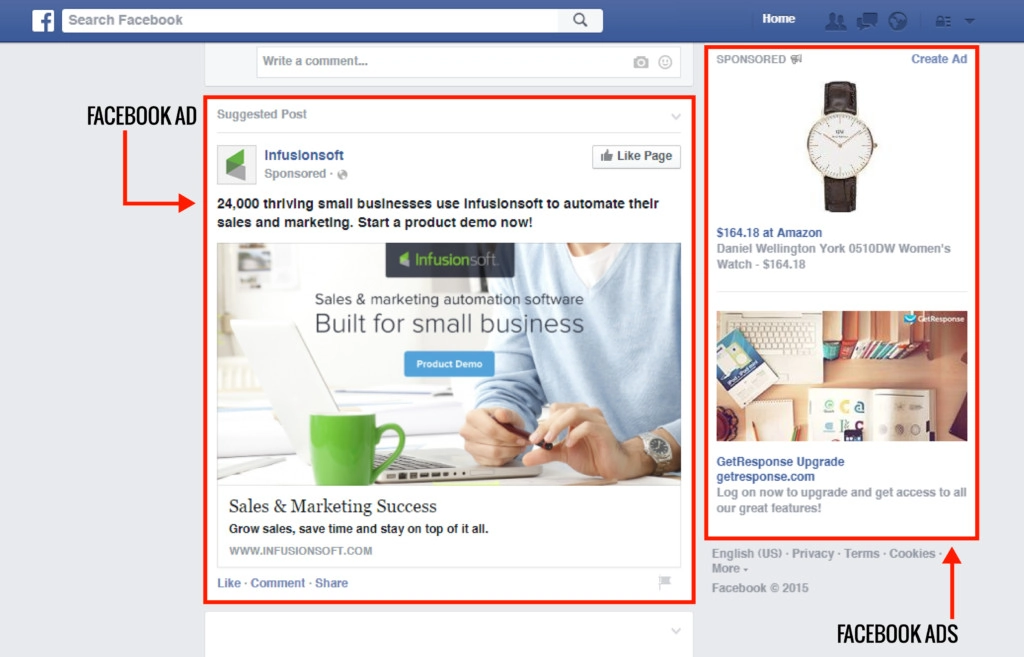 Search Facebook
Home
Write a comment...
FACEBOOK AD
Suggested Post
Infusionsoft
Sponsored ·
Like Page
24,000 thriving small businesses use Infusionsoft to automate their
sales and marketing. Start a product demo now!
Infusionsoft
Sales & marketing automation software
Built for small business
Product Demo
Sales & Marketing Success
Grow sales, save time and stay on top of it all.
WWW.INFUSIONSOFT.COM
Like · Comment · Share
SPONSORED
Create Ad
$164.18 at Amazon
Daniel Wellington York 0510DW Women's
Watch - $164.18
GetResponse
GetResponse Upgrade
getresponse.com
Log on now to upgrade and get access to all
our great features!
English (US) · Privacy · Terms · Cookies ·
More
Facebook © 2015
FACEBOOK ADS